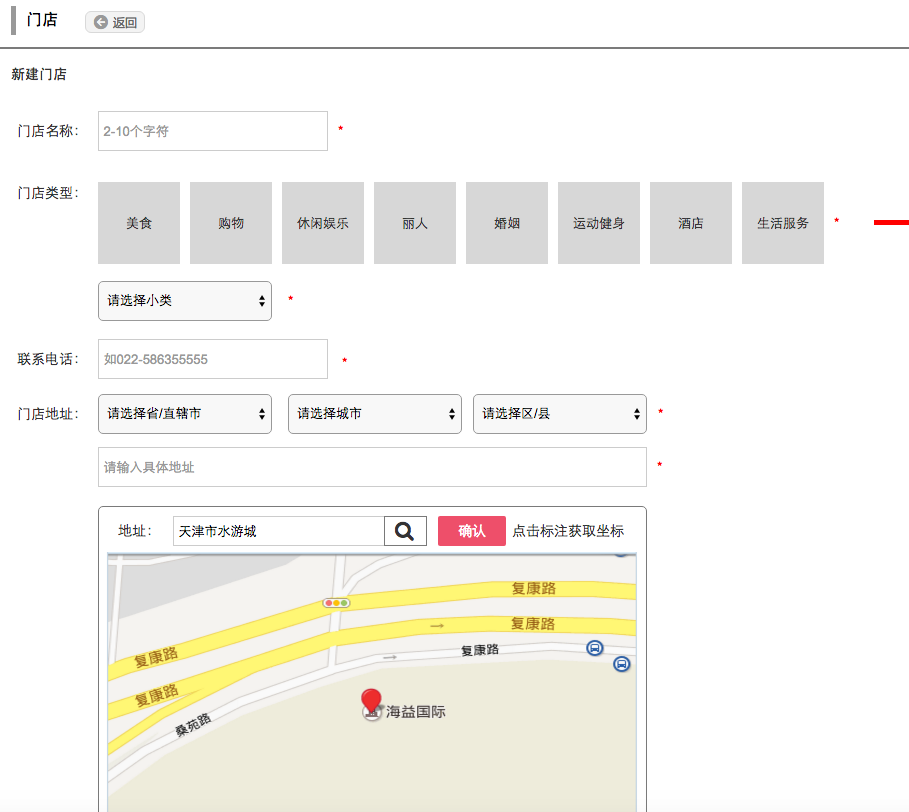 门店 返回
新建门店
门店名称： 2-10个字符 *
门店类型： 美食 购物 休闲娱乐 丽人 婚姻 运动健身 酒店 生活服务 *
请选择小类 *
联系电话： 如022-586355555 *
门店地址： 请选择省/直辖市 请选择城市 请选择区/县 *
请输入具体地址 *
地址： 天津市水游城 确认 点击标注获取坐标
复康路
复康路
复康路
复康路
复康路
桑苑路
海益国际